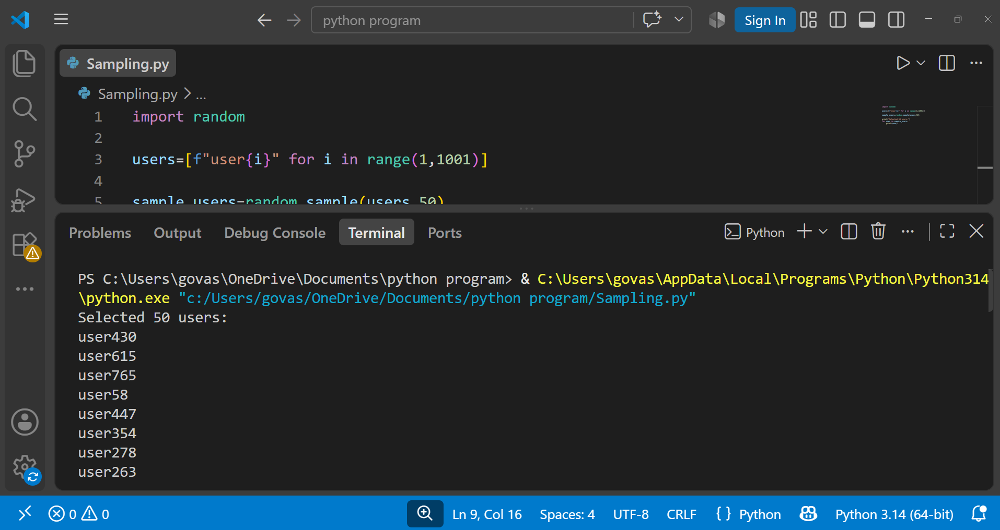 python program
Sign In
Sampling.py
Sampling.py > ...
1 import random
2
3 users=[f"user{i}" for i in range(1,1001)]
4
5 sample_users=random.sample(users,50)
Problems Output Debug Console Terminal Ports Python
PS C:\Users\govas\OneDrive\Documents\python program> & C:\Users\govas\AppData\Local\Programs\Python\Python314
\python.exe "c:/Users/govas/OneDrive/Documents/python program/Sampling.py"
Selected 50 users:
user430
user615
user765
user58
user447
user354
user278
user263
0 0 Ln 9, Col 16 Spaces: 4 UTF-8 CRLF {} Python Python 3.14 (64-bit)